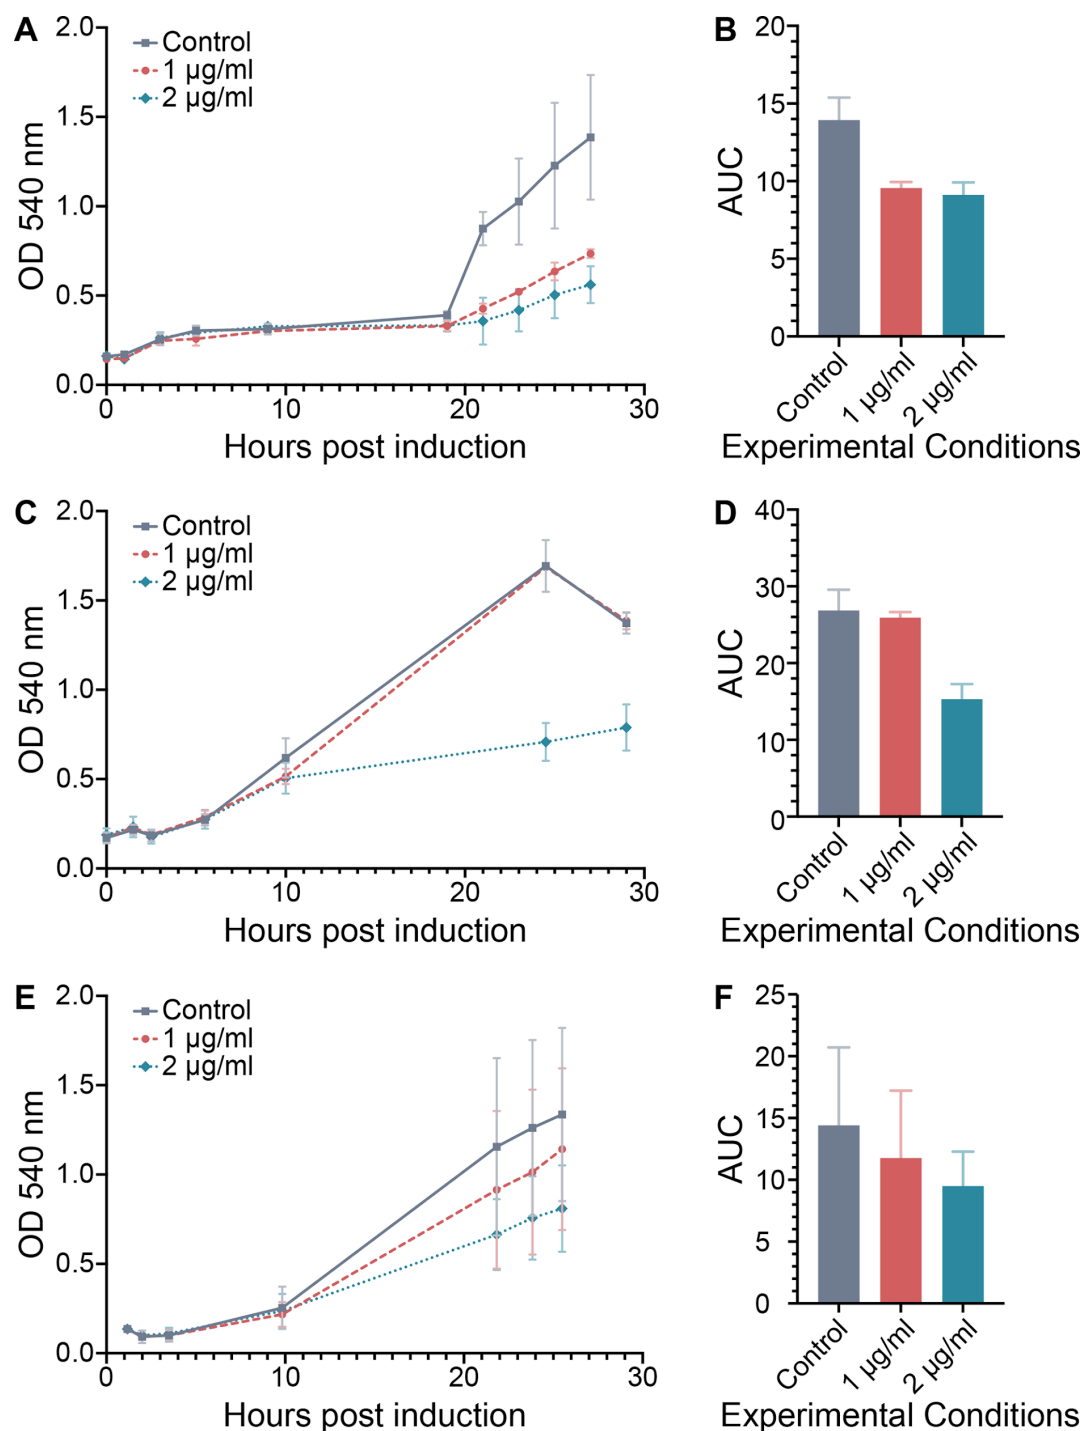 A
2.0
1.5
1.0
0.5
0.0
OD 540 nm
Control
1 µg/ml
2 µg/ml
0 10 20 30
Hours post induction
B
20
15
10
5
0
AUC
Control 1 µg/ml 2 µg/ml
Experimental Conditions
C
2.0
1.5
1.0
0.5
0.0
OD 540 nm
Control
1 µg/ml
2 µg/ml
0 10 20 30
Hours post induction
D
40
30
20
10
0
AUC
Control 1 µg/ml 2 µg/ml
Experimental Conditions
E
2.0
1.5
1.0
0.5
0.0
OD 540 nm
Control
1 µg/ml
2 µg/ml
0 10 20 30
Hours post induction
F
25
20
15
10
5
0
AUC
Control 1 µg/ml 2 µg/ml
Experimental Conditions